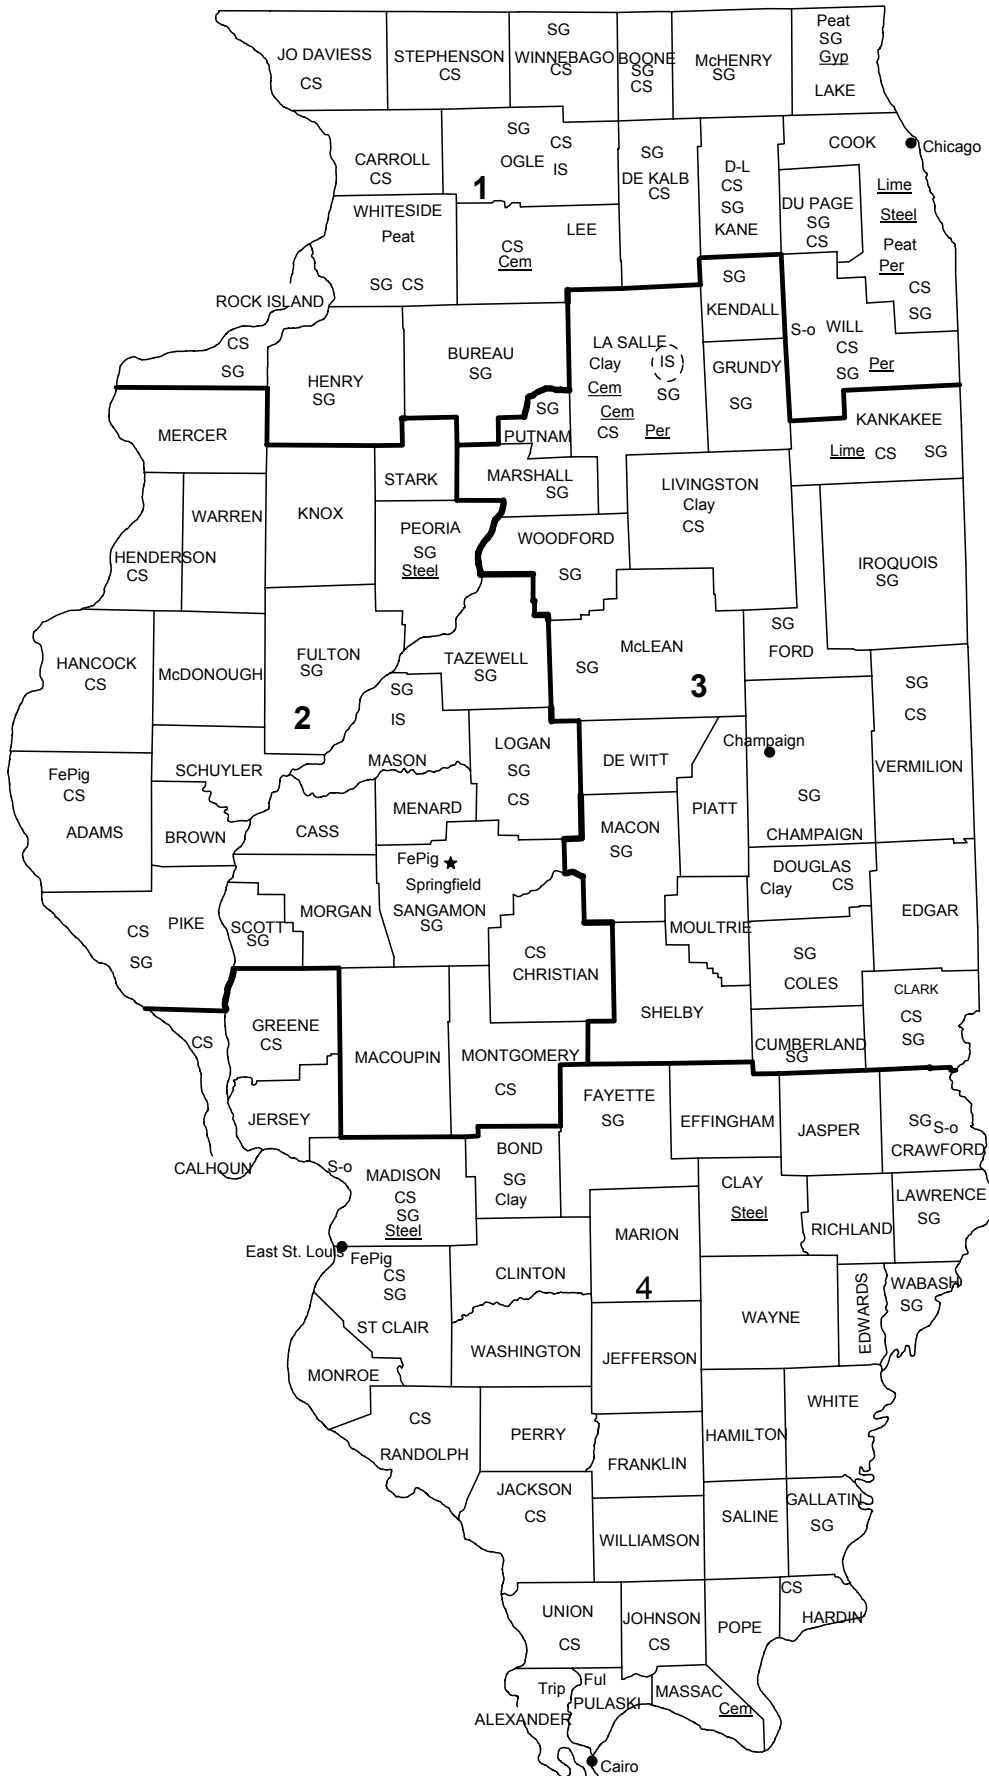 JO DAVIESS
CS
STEPHENSON
CS
SG
WINNEBAGO
CS
BOONE
SG
CS
McHENRY
SG
Peat
SG
Gyp
LAKE
CARROLL
CS
SG
CS
OGLE
IS
1
SG
DE KALB
CS
D-L
CS
SG
KANE
COOK
Chicago
Lime
Steel
Peat
Per
CS
SG
DU PAGE
SG
CS
WHITESIDE
Peat
SG CS
LEE
CS
Cem
ROCK ISLAND
CS
SG
HENRY
SG
BUREAU
SG
SG
PUTNAM
LA SALLE
Clay
IS
Cem
SG
Cem
CS
Per
SG
KENDALL
GRUNDY
SG
S-o
WILL
CS
SG
Per
KANKAKEE
Lime
CS
SG
MERCER
HENDERSON
CS
WARREN
KNOX
STARK
PEORIA
SG
Steel
MARSHALL
SG
WOODFORD
SG
LIVINGSTON
Clay
CS
IROQUOIS
SG
HANCOCK
CS
McDONOUGH
FULTON
SG
2
TAZEWELL
SG
McLEAN
SG
3
SG
FORD
SG
CS
VERMILION
SG
IS
MASON
LOGAN
SG
CS
DE WITT
PIATT
Champaign
SG
CHAMPAIGN
SCHUYLER
FePig
CS
ADAMS
BROWN
CASS
MENARD
MACON
SG
FePig
Springfield
SANGAMON
SG
DOUGLAS
Clay
CS
EDGAR
CS
PIKE
SG
SCOTT
SG
MORGAN
CS
CHRISTIAN
MOULTRIE
SG
COLES
CLARK
CS
SG
SHELBY
CUMBERLAND
SG
CS
CALHOUN
GREENE
CS
JERSEY
MACOUPIN
MONTGOMERY
CS
FAYETTE
SG
EFFINGHAM
JASPER
SG
S-o
CRAWFORD
S-o
MADISON
CS
SG
Steel
BOND
SG
Clay
MARION
CLAY
Steel
RICHLAND
LAWRENCE
SG
East St. Louis
FePig
CS
SG
ST CLAIR
CLINTON
4
WAYNE
EDWARDS
WABASH
SG
MONROE
WASHINGTON
JEFFERSON
WHITE
CS
RANDOLPH
PERRY
FRANKLIN
HAMILTON
JACKSON
CS
WILLIAMSON
SALINE
GALLATIN
SG
UNION
CS
JOHNSON
CS
POPE
CS
HARDIN
Trip
ALEXANDER
Ful
PULASKI
MASSAC
Cem
Cairo